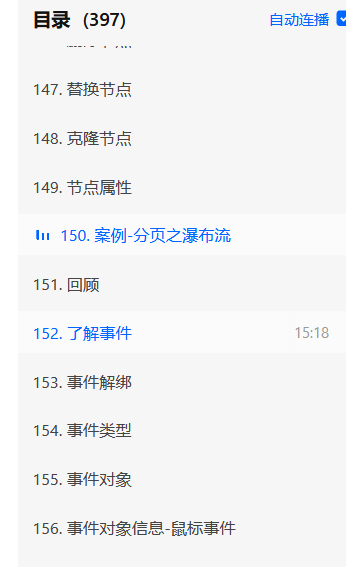 目录（397）
自动连播
147. 替换节点
148. 克隆节点
149. 节点属性
150. 案例-分页之瀑布流
151. 回顾
152. 了解事件
15:18
153. 事件解绑
154. 事件类型
155. 事件对象
156. 事件对象信息-鼠标事件